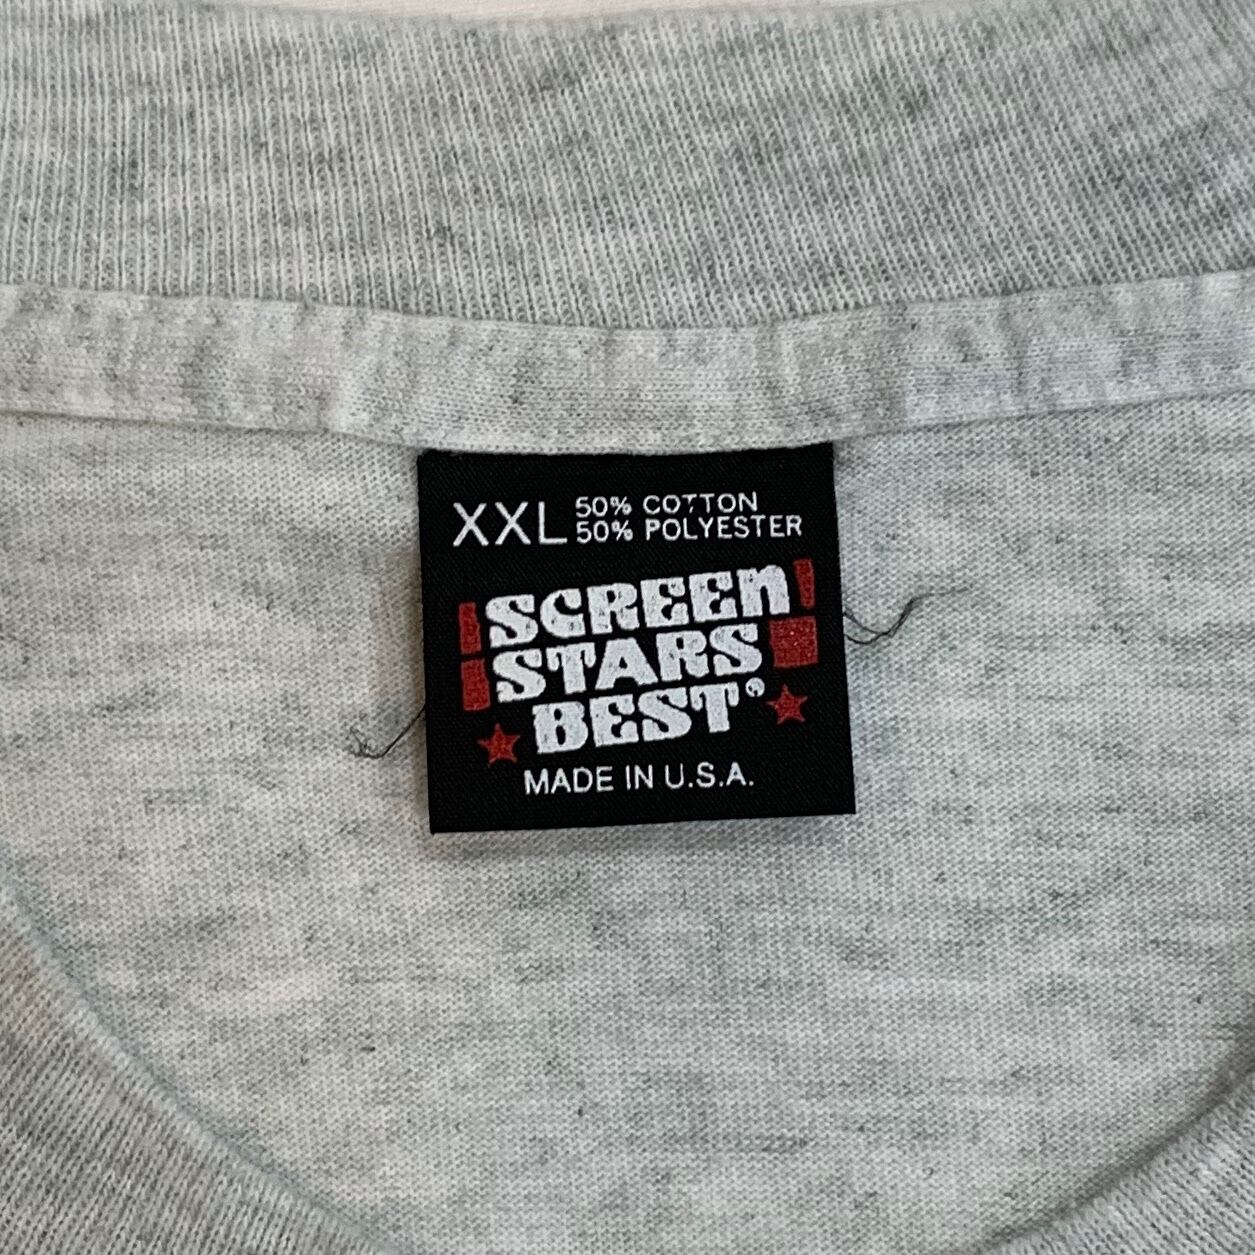 XXL 50% COTTON
50% POLYESTER
SCREEN
STARS
BEST®
MADE IN U.S.A.